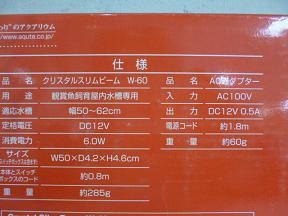 のアクアリウム
www.aqute.co.jp/
仕様
品名 クリスタルスリムビーム W-60
用途 観賞魚飼育屋内水槽専用
適応水槽 幅50～62cm
定格電圧 DC12V
消費電力 6.0W
サイズ W50×D4.2×H4.6cm
本体とスイッチボックスのコード 約0.8m
重量 約285g
品名 ACアダプター
入力 AC100V
出力 DC12V 0.5A
電源コード 約1.8m
重量 約60g